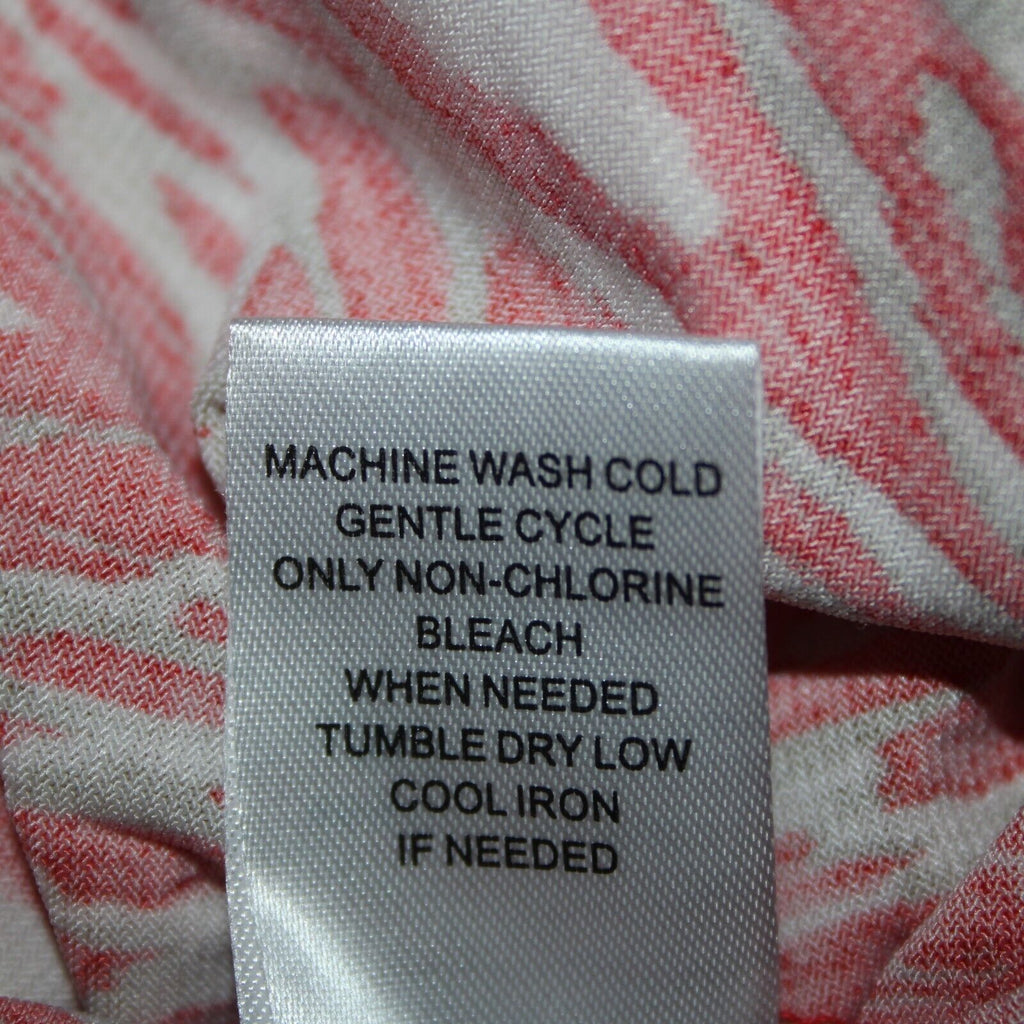 MACHINE WASH COLD
GENTLE CYCLE
ONLY NON-CHLORINE
BLEACH
WHEN NEEDED
TUMBLE DRY LOW
COOL IRON
IF NEEDED